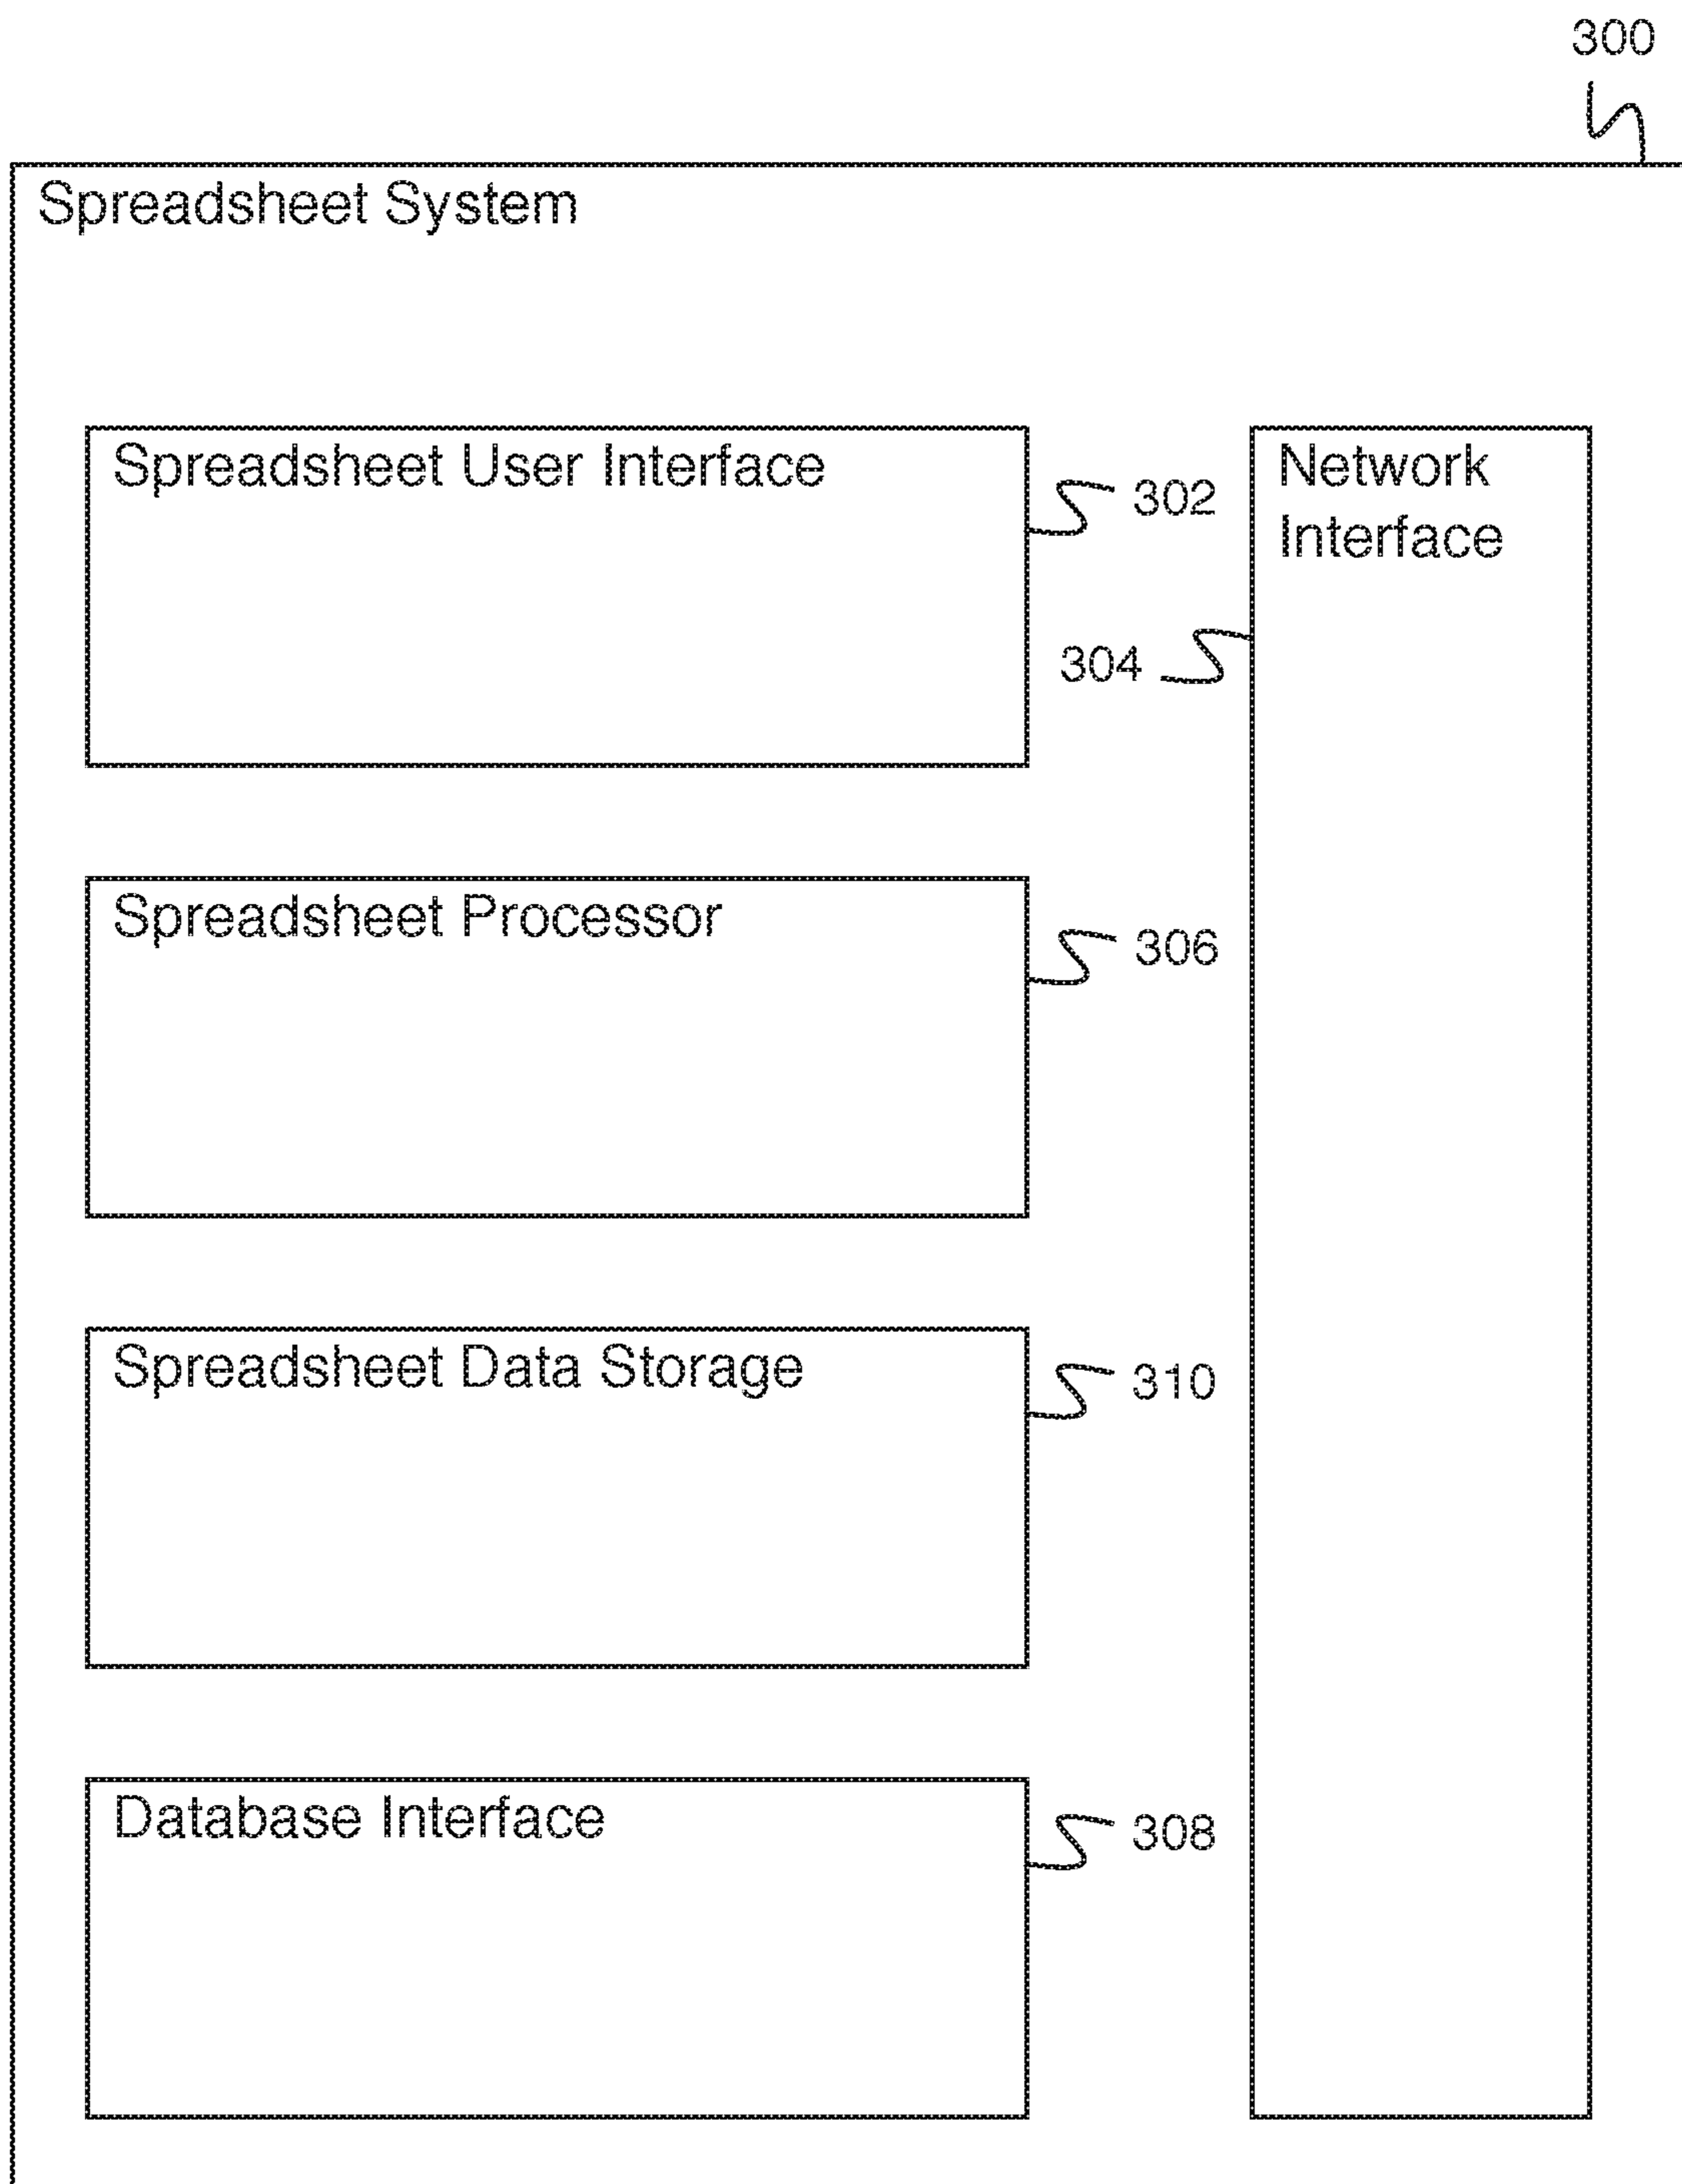 300
Spreadsheet System
Spreadsheet User Interface
302
Network
Interface
304
Spreadsheet Processor
306
Spreadsheet Data Storage
310
Database Interface
308